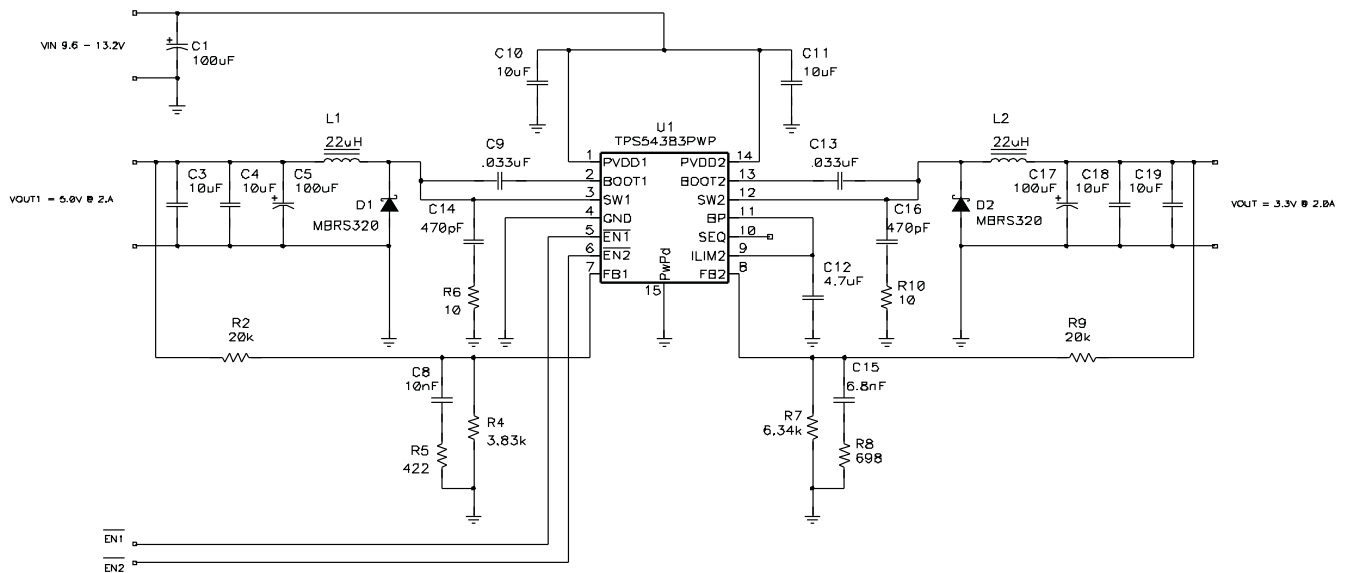 VIN 9.6 - 13.2V
C1
100uF
C10
10uF
C11
10uF
U1
TPS54383PWP
L1
22uH
C9
.033uF
C13
.033uF
L2
22uH
1 PVDD1 PVDD2 14
2 BOOT1 BOOT2 13
3 SW1 SW2 12
4 GND BP 11
5 EN1 SEQ 10
6 EN2 ILIM2 9
7 FB1 FB2 8
PwPd
15
VOUT1 = 5.0V @ 2.A
C3
10uF
C4
10uF
C5
100uF
D1
MBRS320
C14
470pF
R6
10
C12
4.7uF
C16
470pF
R10
10
D2
MBRS320
C17
100uF
C18
10uF
C19
10uF
VOUT = 3.3V @ 2.0A
R2
20k
R9
20k
C8
10nF
R5
422
R4
3.83k
R7
6.34k
C15
6.8nF
R8
698
EN1
EN2